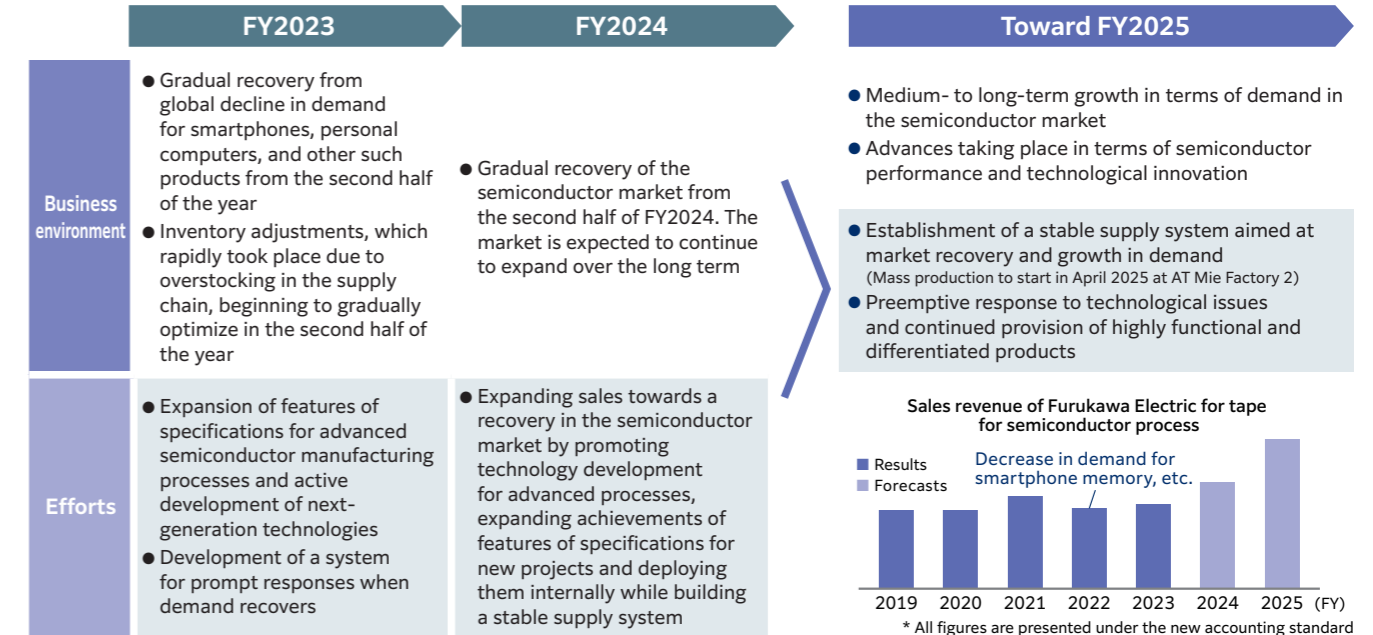 FY2023
FY2024
Toward FY2025
Business
environment
● Gradual recovery from
global decline in demand
for smartphones, personal
computers, and other such
products from the second half
of the year
● Inventory adjustments, which
rapidly took place due to
overstocking in the supply
chain, beginning to gradually
optimize in the second half of
the year
● Gradual recovery of the
semiconductor market from
the second half of FY2024. The
market is expected to continue
to expand over the long term
● Medium- to long-term growth in terms of demand in
the semiconductor market
● Advances taking place in terms of semiconductor
performance and technological innovation
● Establishment of a stable supply system aimed at
market recovery and growth in demand
(Mass production to start in April 2025 at AT Mie Factory 2)
● Preemptive response to technological issues
and continued provision of highly functional and
differentiated products
Efforts
● Expansion of features of
specifications for advanced
semiconductor manufacturing
processes and active
development of next-
generation technologies
● Development of a system
for prompt responses when
demand recovers
● Expanding sales towards a
recovery in the semiconductor
market by promoting
technology development
for advanced processes,
expanding achievements of
features of specifications for
new projects and deploying
them internally while building
a stable supply system
Sales revenue of Furukawa Electric for tape
for semiconductor process
Results
Forecasts
Decrease in demand for
smartphone memory, etc.
2019 2020 2021 2022 2023 2024 2025 (FY)
* All figures are presented under the new accounting standard